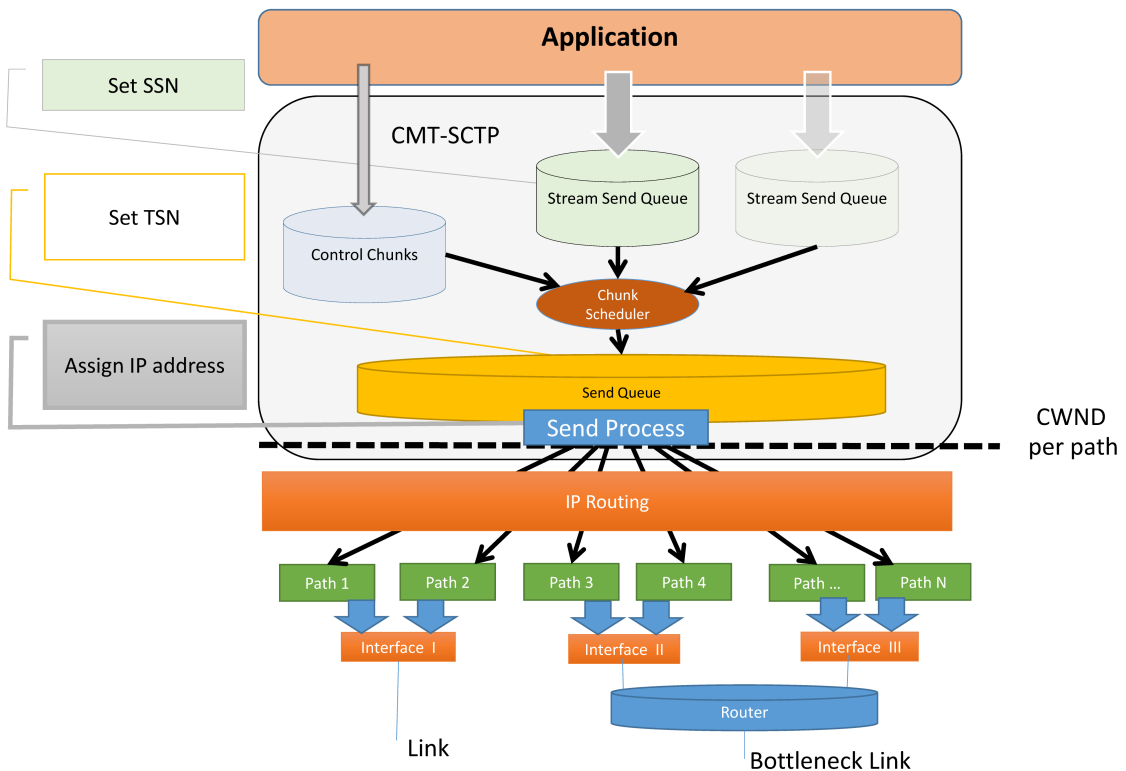 Application
Set SSN
CMT-SCTP
Stream Send Queue
Stream Send Queue
Set TSN
Control Chunks
Chunk
Scheduler
Assign IP address
Send Queue
Send Process
CWND
per path
IP Routing
Path 1
Path 2
Path 3
Path 4
Path ...
Path N
Interface I
Interface II
Interface III
Router
Link
Bottleneck Link